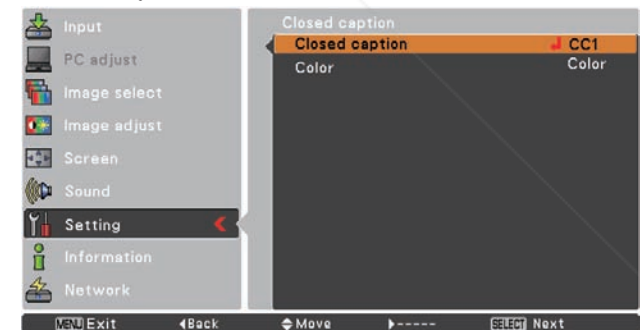 Input
PC adjust
Image select
Image adjust
Screen
Sound
Setting
Information
Network
Closed caption
Closed caption CC1
Color Color
MENU Exit Back Move ----- SELECT Next